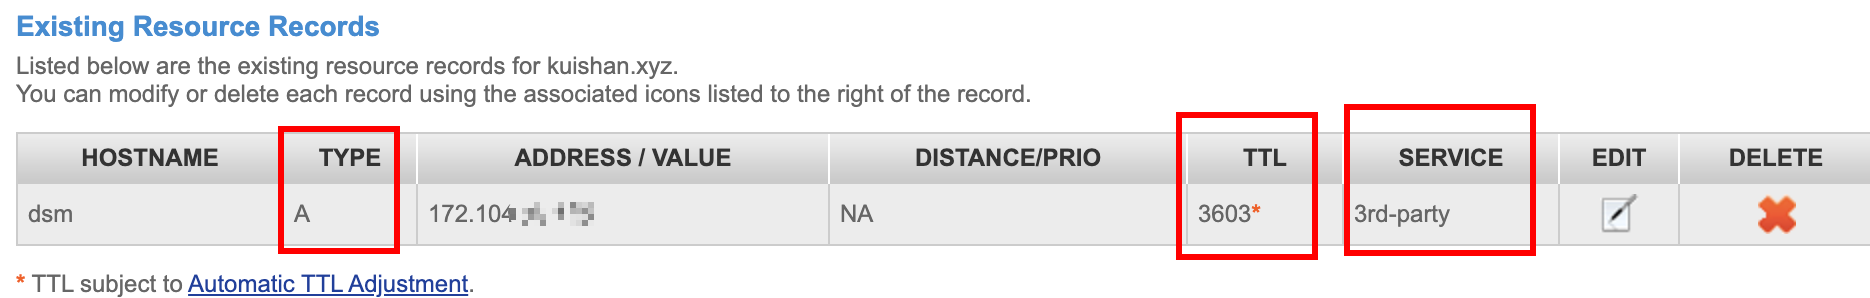 Existing Resource Records
Listed below are the existing resource records for kuishan.xyz.
You can modify or delete each record using the associated icons listed to the right of the record.
HOSTNAME TYPE ADDRESS / VALUE DISTANCE/PRIO TTL SERVICE EDIT DELETE
dsm A 172.104 NA 3603* 3rd-party
* TTL subject to Automatic TTL Adjustment.